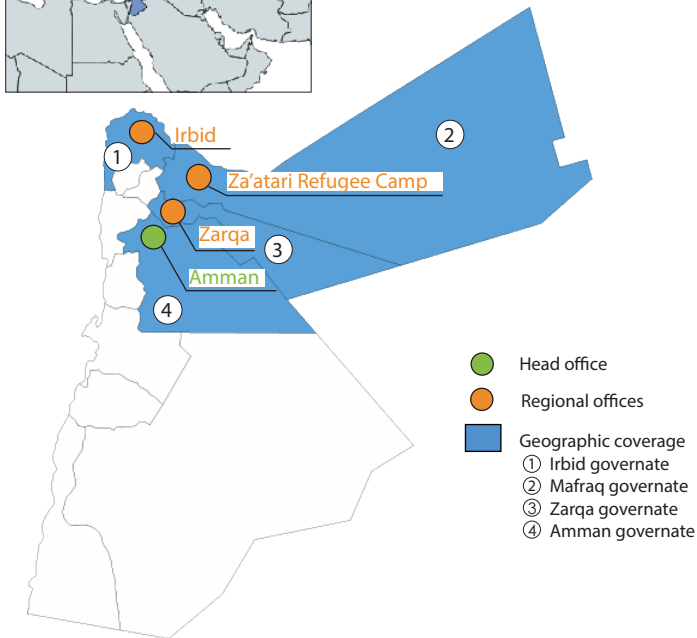 Irbid
1
2
Za'atari Refugee Camp
Zarqa
3
Amman
4
Head office
Regional offices
Geographic coverage
1 Irbid governate
2 Mafraq governate
3 Zarqa governate
4 Amman governate